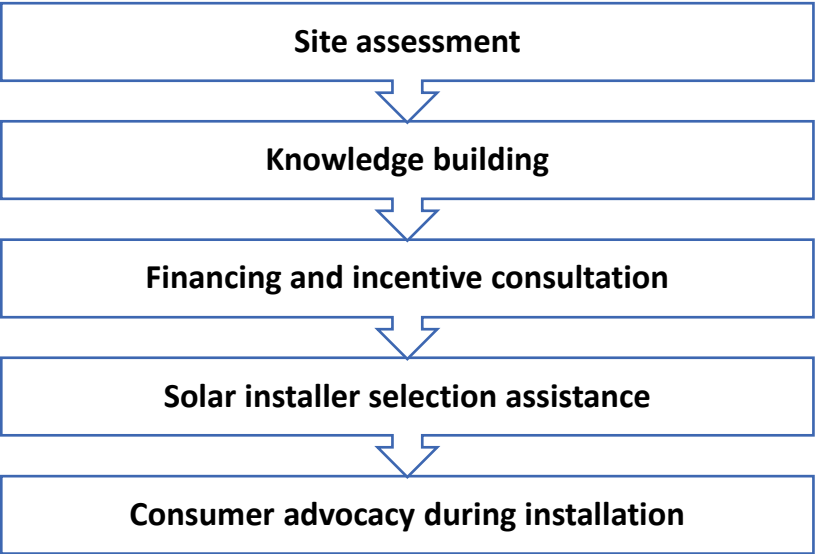 Site assessment
Knowledge building
Financing and incentive consultation
Solar installer selection assistance
Consumer advocacy during installation